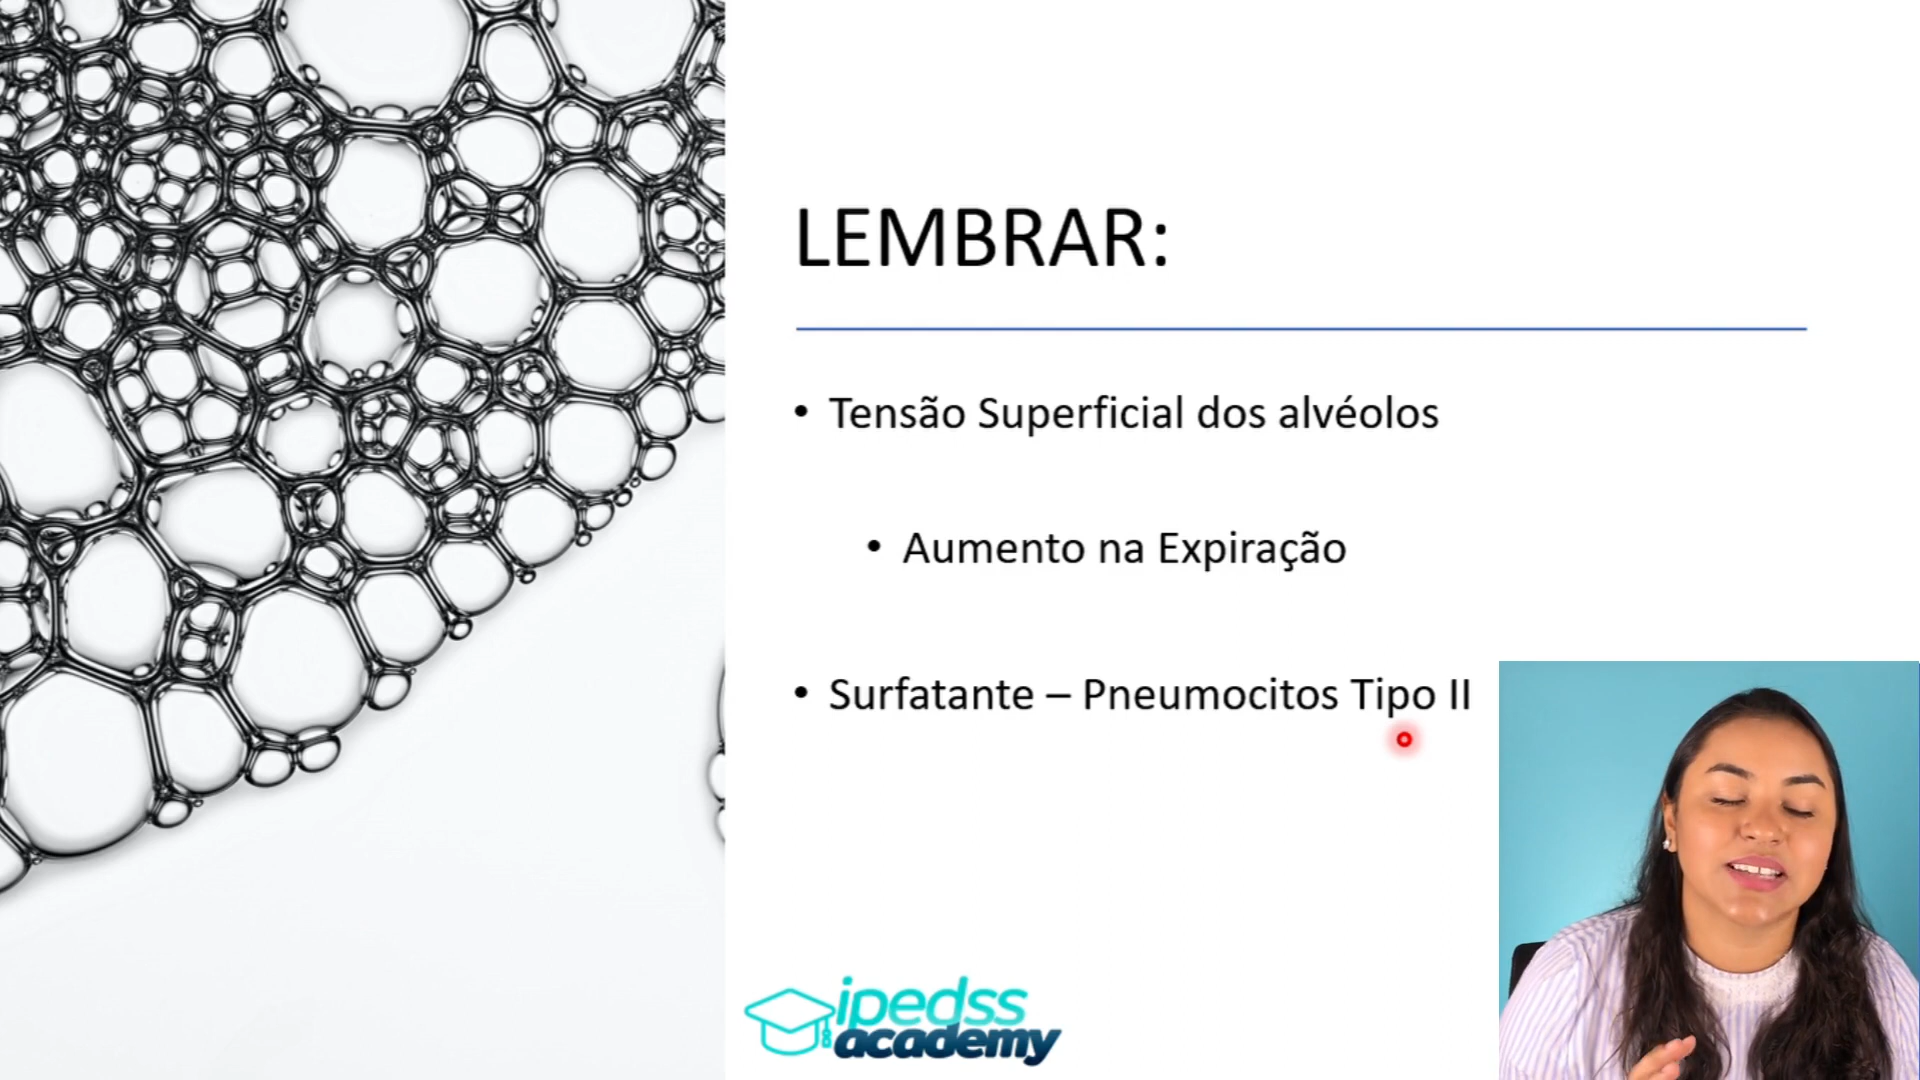 LEMBRAR:
• Tensão Superficial dos alvéolos
• Aumento na Expiração
• Surfatante – Pneumocitos Tipo II
ipedss
academy